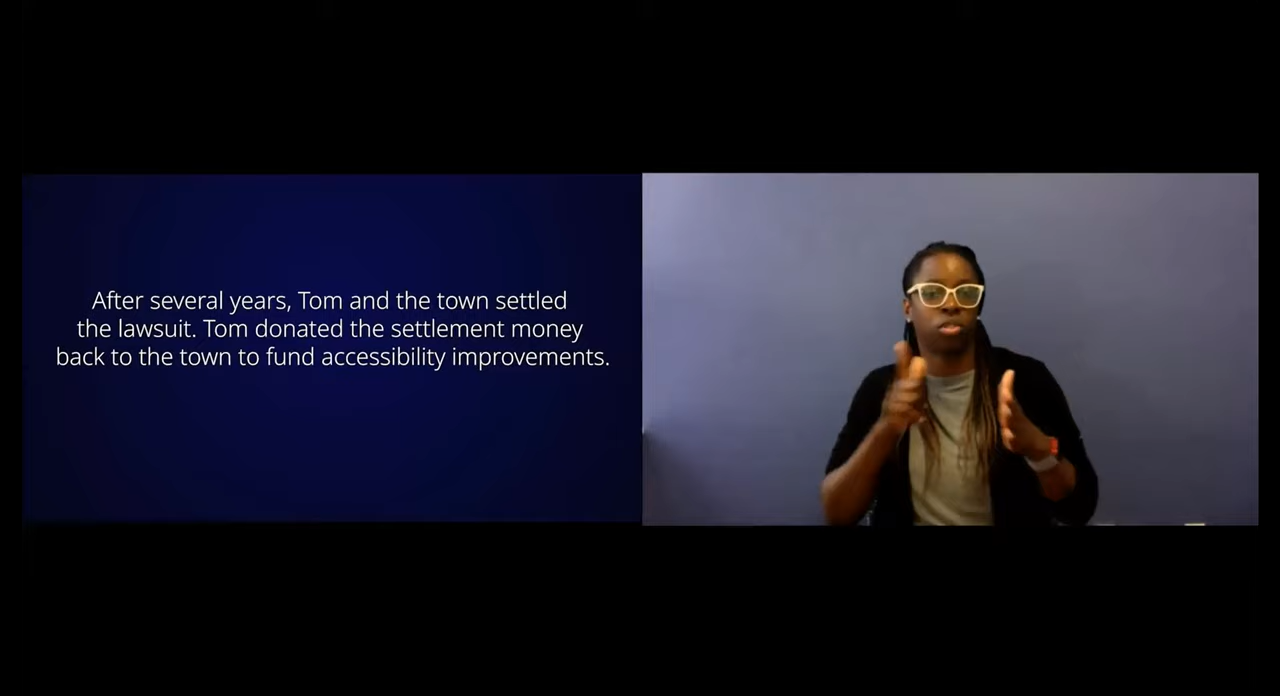 After several years, Tom and the town settled
the lawsuit. Tom donated the settlement money
back to the town to fund accessibility improvements.